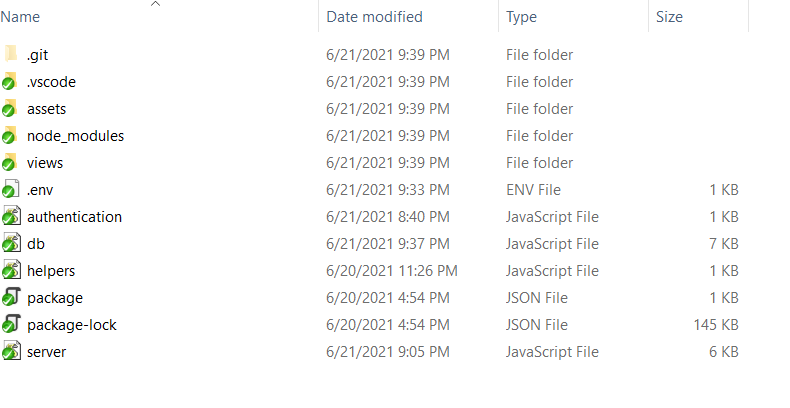 Name Date modified Type Size
.git 6/21/2021 9:39 PM File folder
.vscode 6/21/2021 9:39 PM File folder
assets 6/21/2021 9:39 PM File folder
node_modules 6/21/2021 9:39 PM File folder
views 6/21/2021 9:39 PM File folder
.env 6/21/2021 9:33 PM ENV File 1 KB
authentication 6/21/2021 8:40 PM JavaScript File 1 KB
db 6/21/2021 9:37 PM JavaScript File 7 KB
helpers 6/20/2021 11:26 PM JavaScript File 1 KB
package 6/20/2021 4:54 PM JSON File 1 KB
package-lock 6/20/2021 4:54 PM JSON File 145 KB
server 6/21/2021 9:05 PM JavaScript File 6 KB